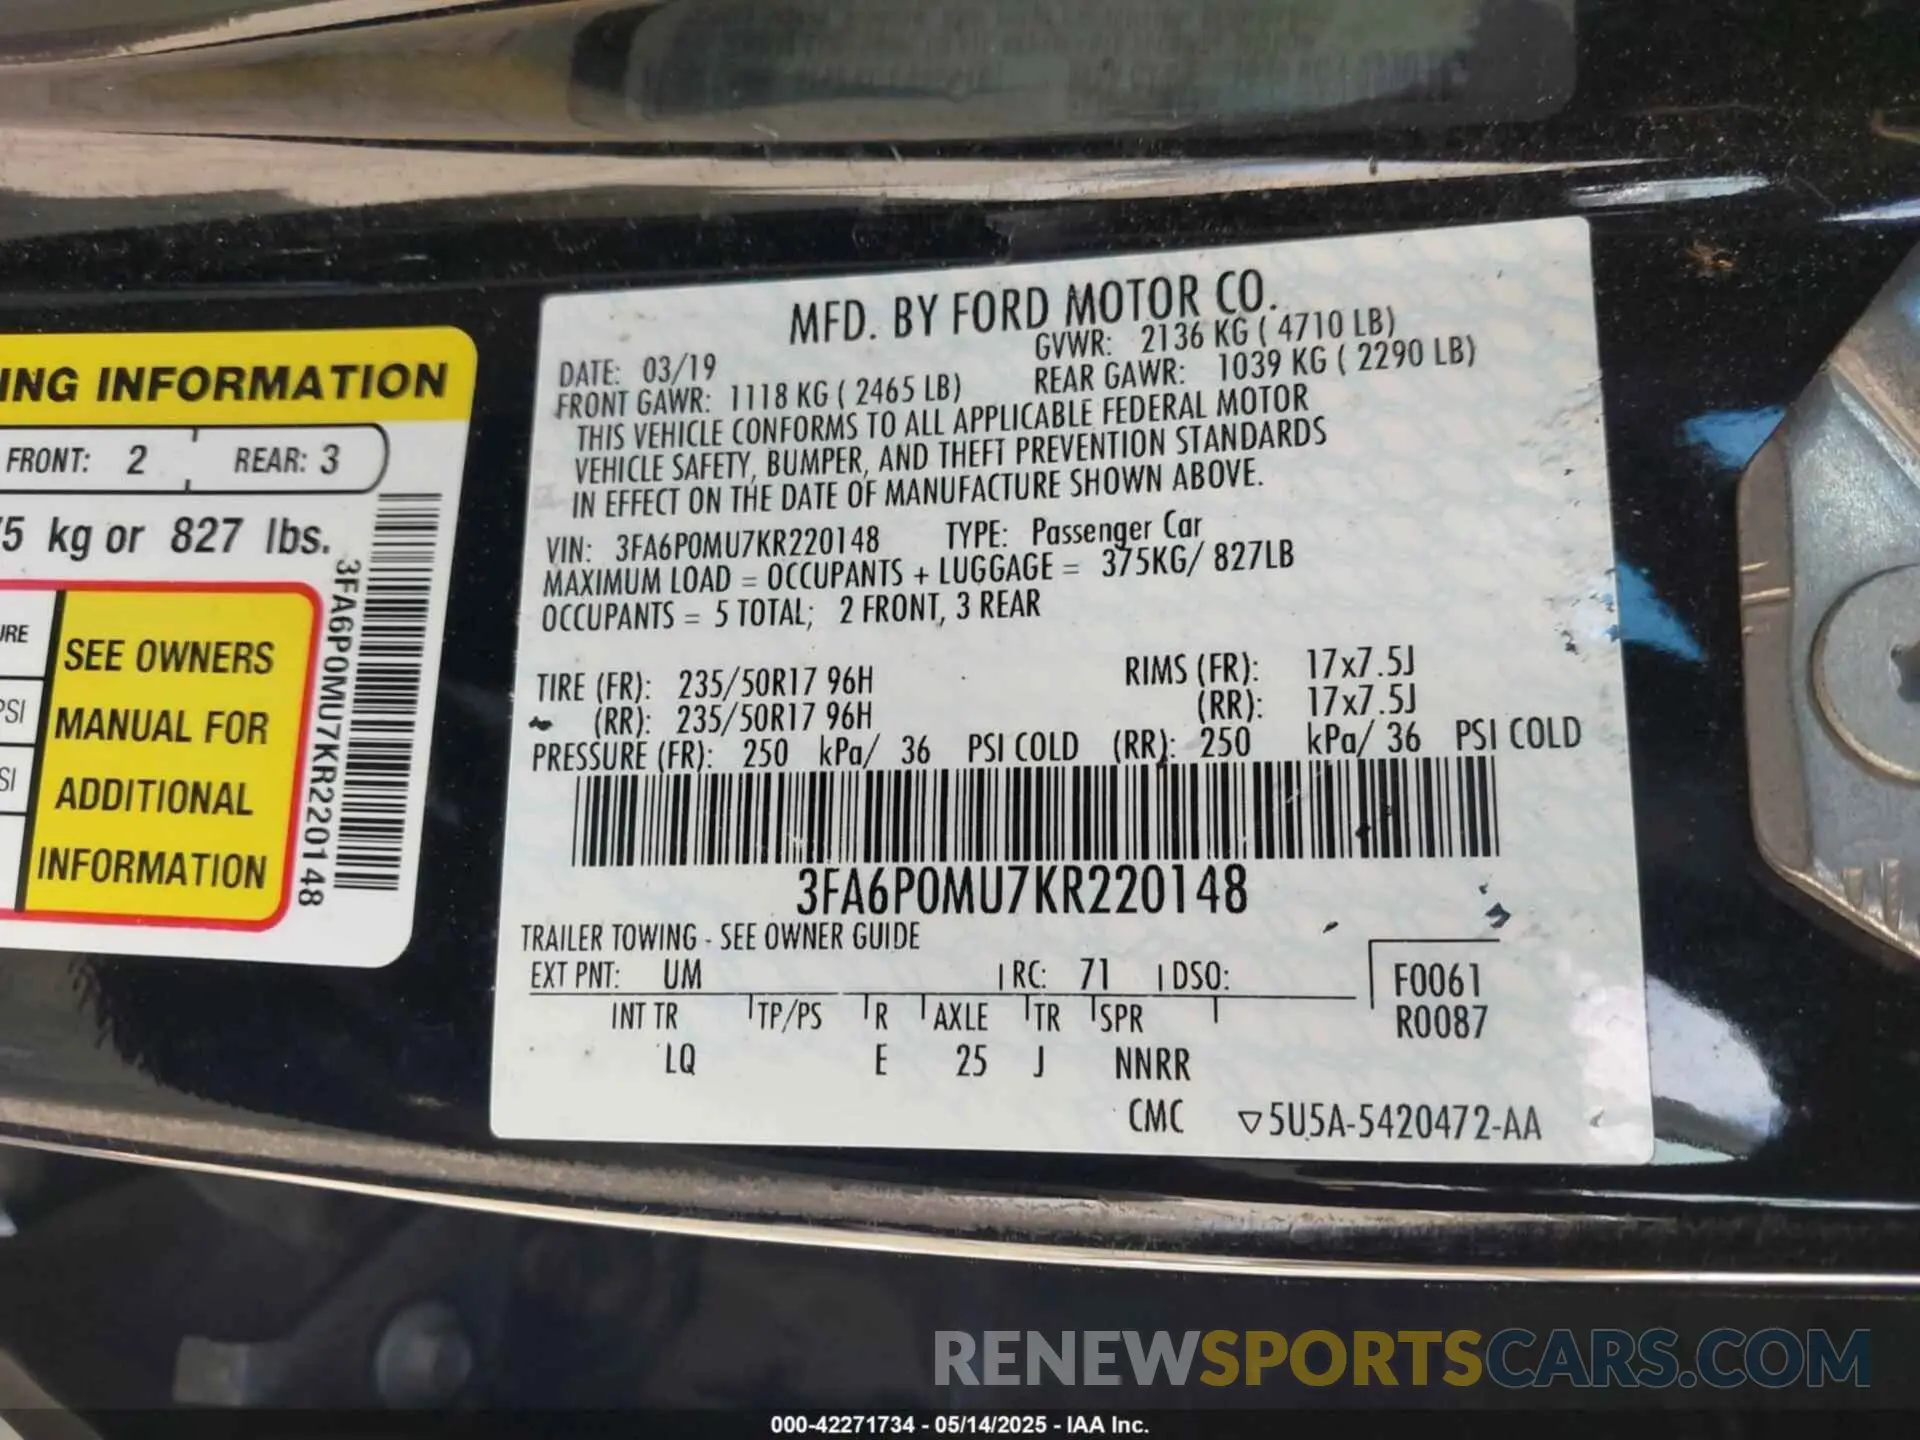 ING INFORMATION
FRONT: 2 REAR: 3
5 kg or 827 lbs.
URE
PSI
SI
SEE OWNERS
MANUAL FOR
ADDITIONAL
INFORMATION
3FA6P0MU7KR220148
MFD. BY FORD MOTOR CO.
DATE: 03/19 GVWR: 2136 KG ( 4710 LB)
FRONT GAWR: 1118 KG ( 2465 LB) REAR GAWR: 1039 KG ( 2290 LB)
THIS VEHICLE CONFORMS TO ALL APPLICABLE FEDERAL MOTOR
VEHICLE SAFETY, BUMPER, AND THEFT PREVENTION STANDARDS
IN EFFECT ON THE DATE OF MANUFACTURE SHOWN ABOVE.
VIN: 3FA6P0MU7KR220148 TYPE: Passenger Car
MAXIMUM LOAD = OCCUPANTS + LUGGAGE = 375KG/ 827LB
OCCUPANTS = 5 TOTAL; 2 FRONT, 3 REAR
TIRE (FR): 235/50R17 96H RIMS (FR): 17x7.5J
(RR): 235/50R17 96H (RR): 17x7.5J
PRESSURE (FR): 250 kPa/ 36 PSI COLD (RR): 250 kPa/ 36 PSI COLD
3FA6P0MU7KR220148
TRAILER TOWING - SEE OWNER GUIDE
EXT PNT: UM RC: 71 DSO: F0061
INT TR TP/PS R AXLE TR SPR R0087
LQ E 25 J NNRR
CMC ▽5U5A-5420472-AA
RENEWSPORTSCARS.COM
000-42271734 - 05/14/2025 - IAA Inc.